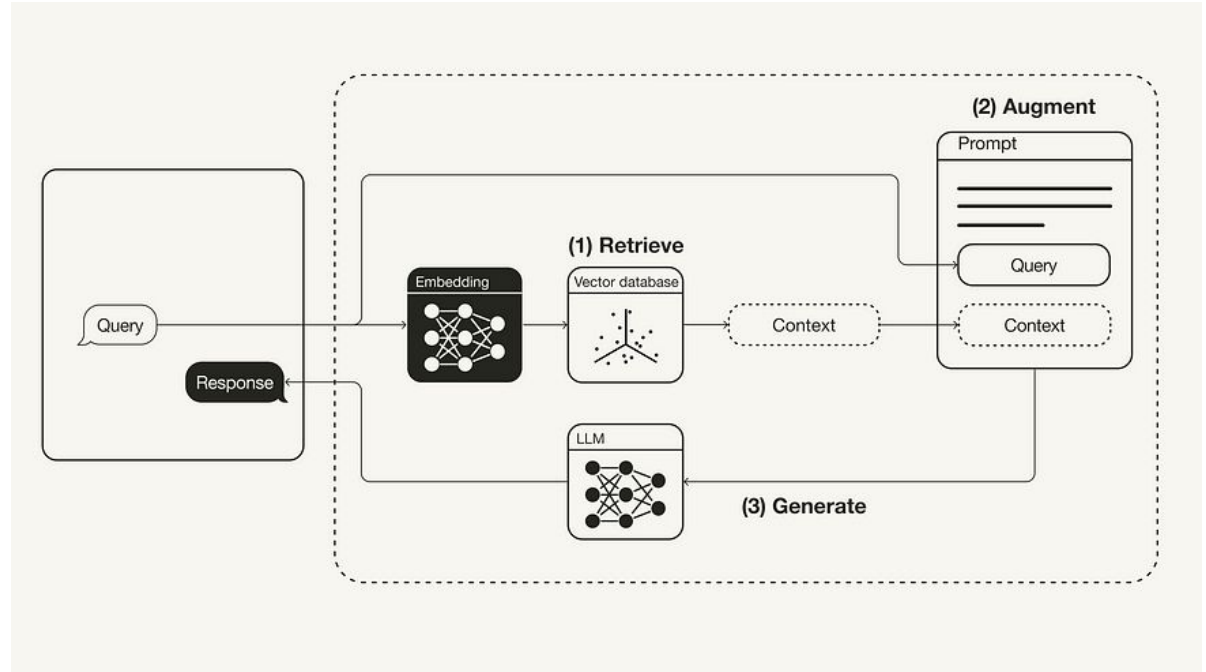 (2) Augment
Prompt
(1) Retrieve
Query
Embedding
Vector database
Query
Context
Context
Response
LLM
(3) Generate